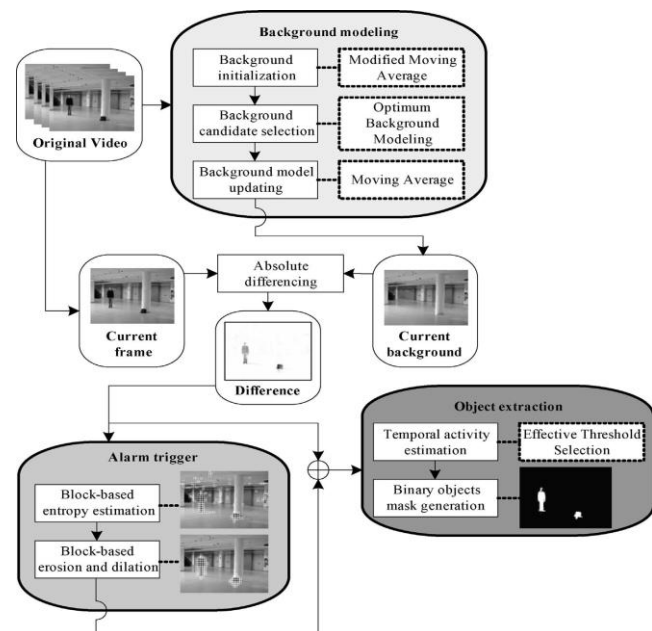 Background modeling
Background
initialization
Modified Moving
Average
Original Video
Background
candidate selection
Optimum
Background
Modeling
Background model
updating
Moving Average
Absolute
differencing
Current
frame
Current
background
Difference
Object extraction
Temporal activity
estimation
Effective Threshold
Selection
Binary objects
mask generation
Alarm trigger
Block-based
entropy estimation
Block-based
erosion and dilation